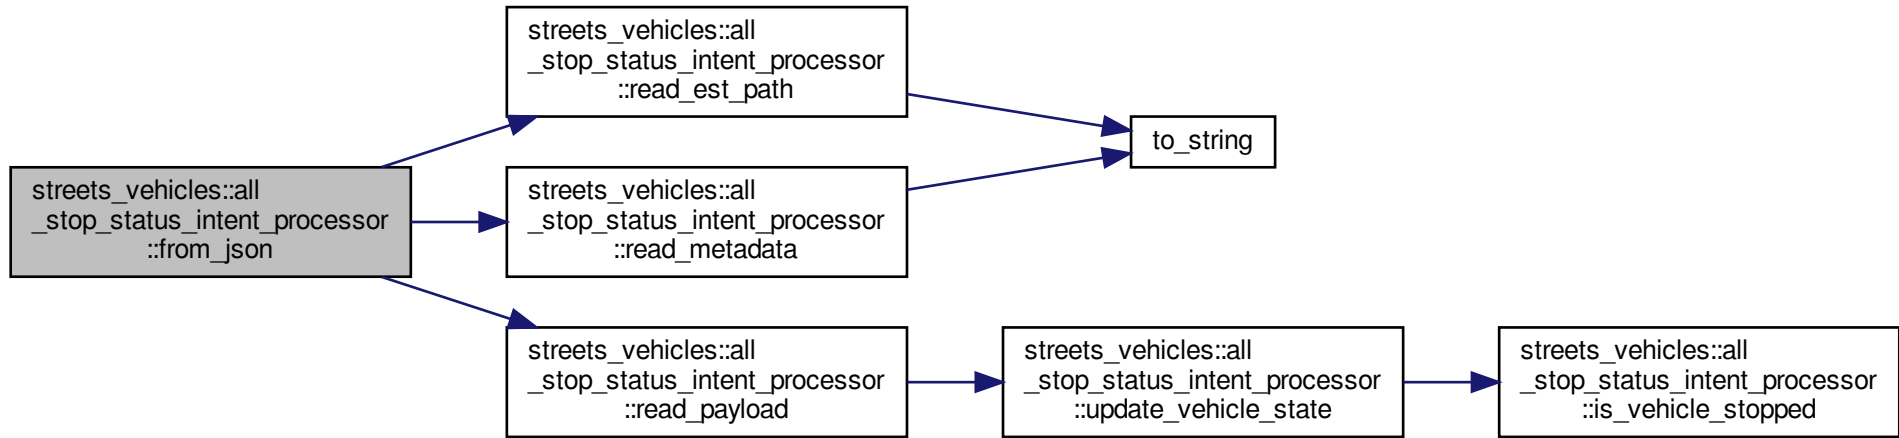 streets_vehicles::all
_stop_status_intent_processor
::from_json
streets_vehicles::all
_stop_status_intent_processor
::read_est_path
streets_vehicles::all
_stop_status_intent_processor
::read_metadata
streets_vehicles::all
_stop_status_intent_processor
::read_payload
to_string
streets_vehicles::all
_stop_status_intent_processor
::update_vehicle_state
streets_vehicles::all
_stop_status_intent_processor
::is_vehicle_stopped